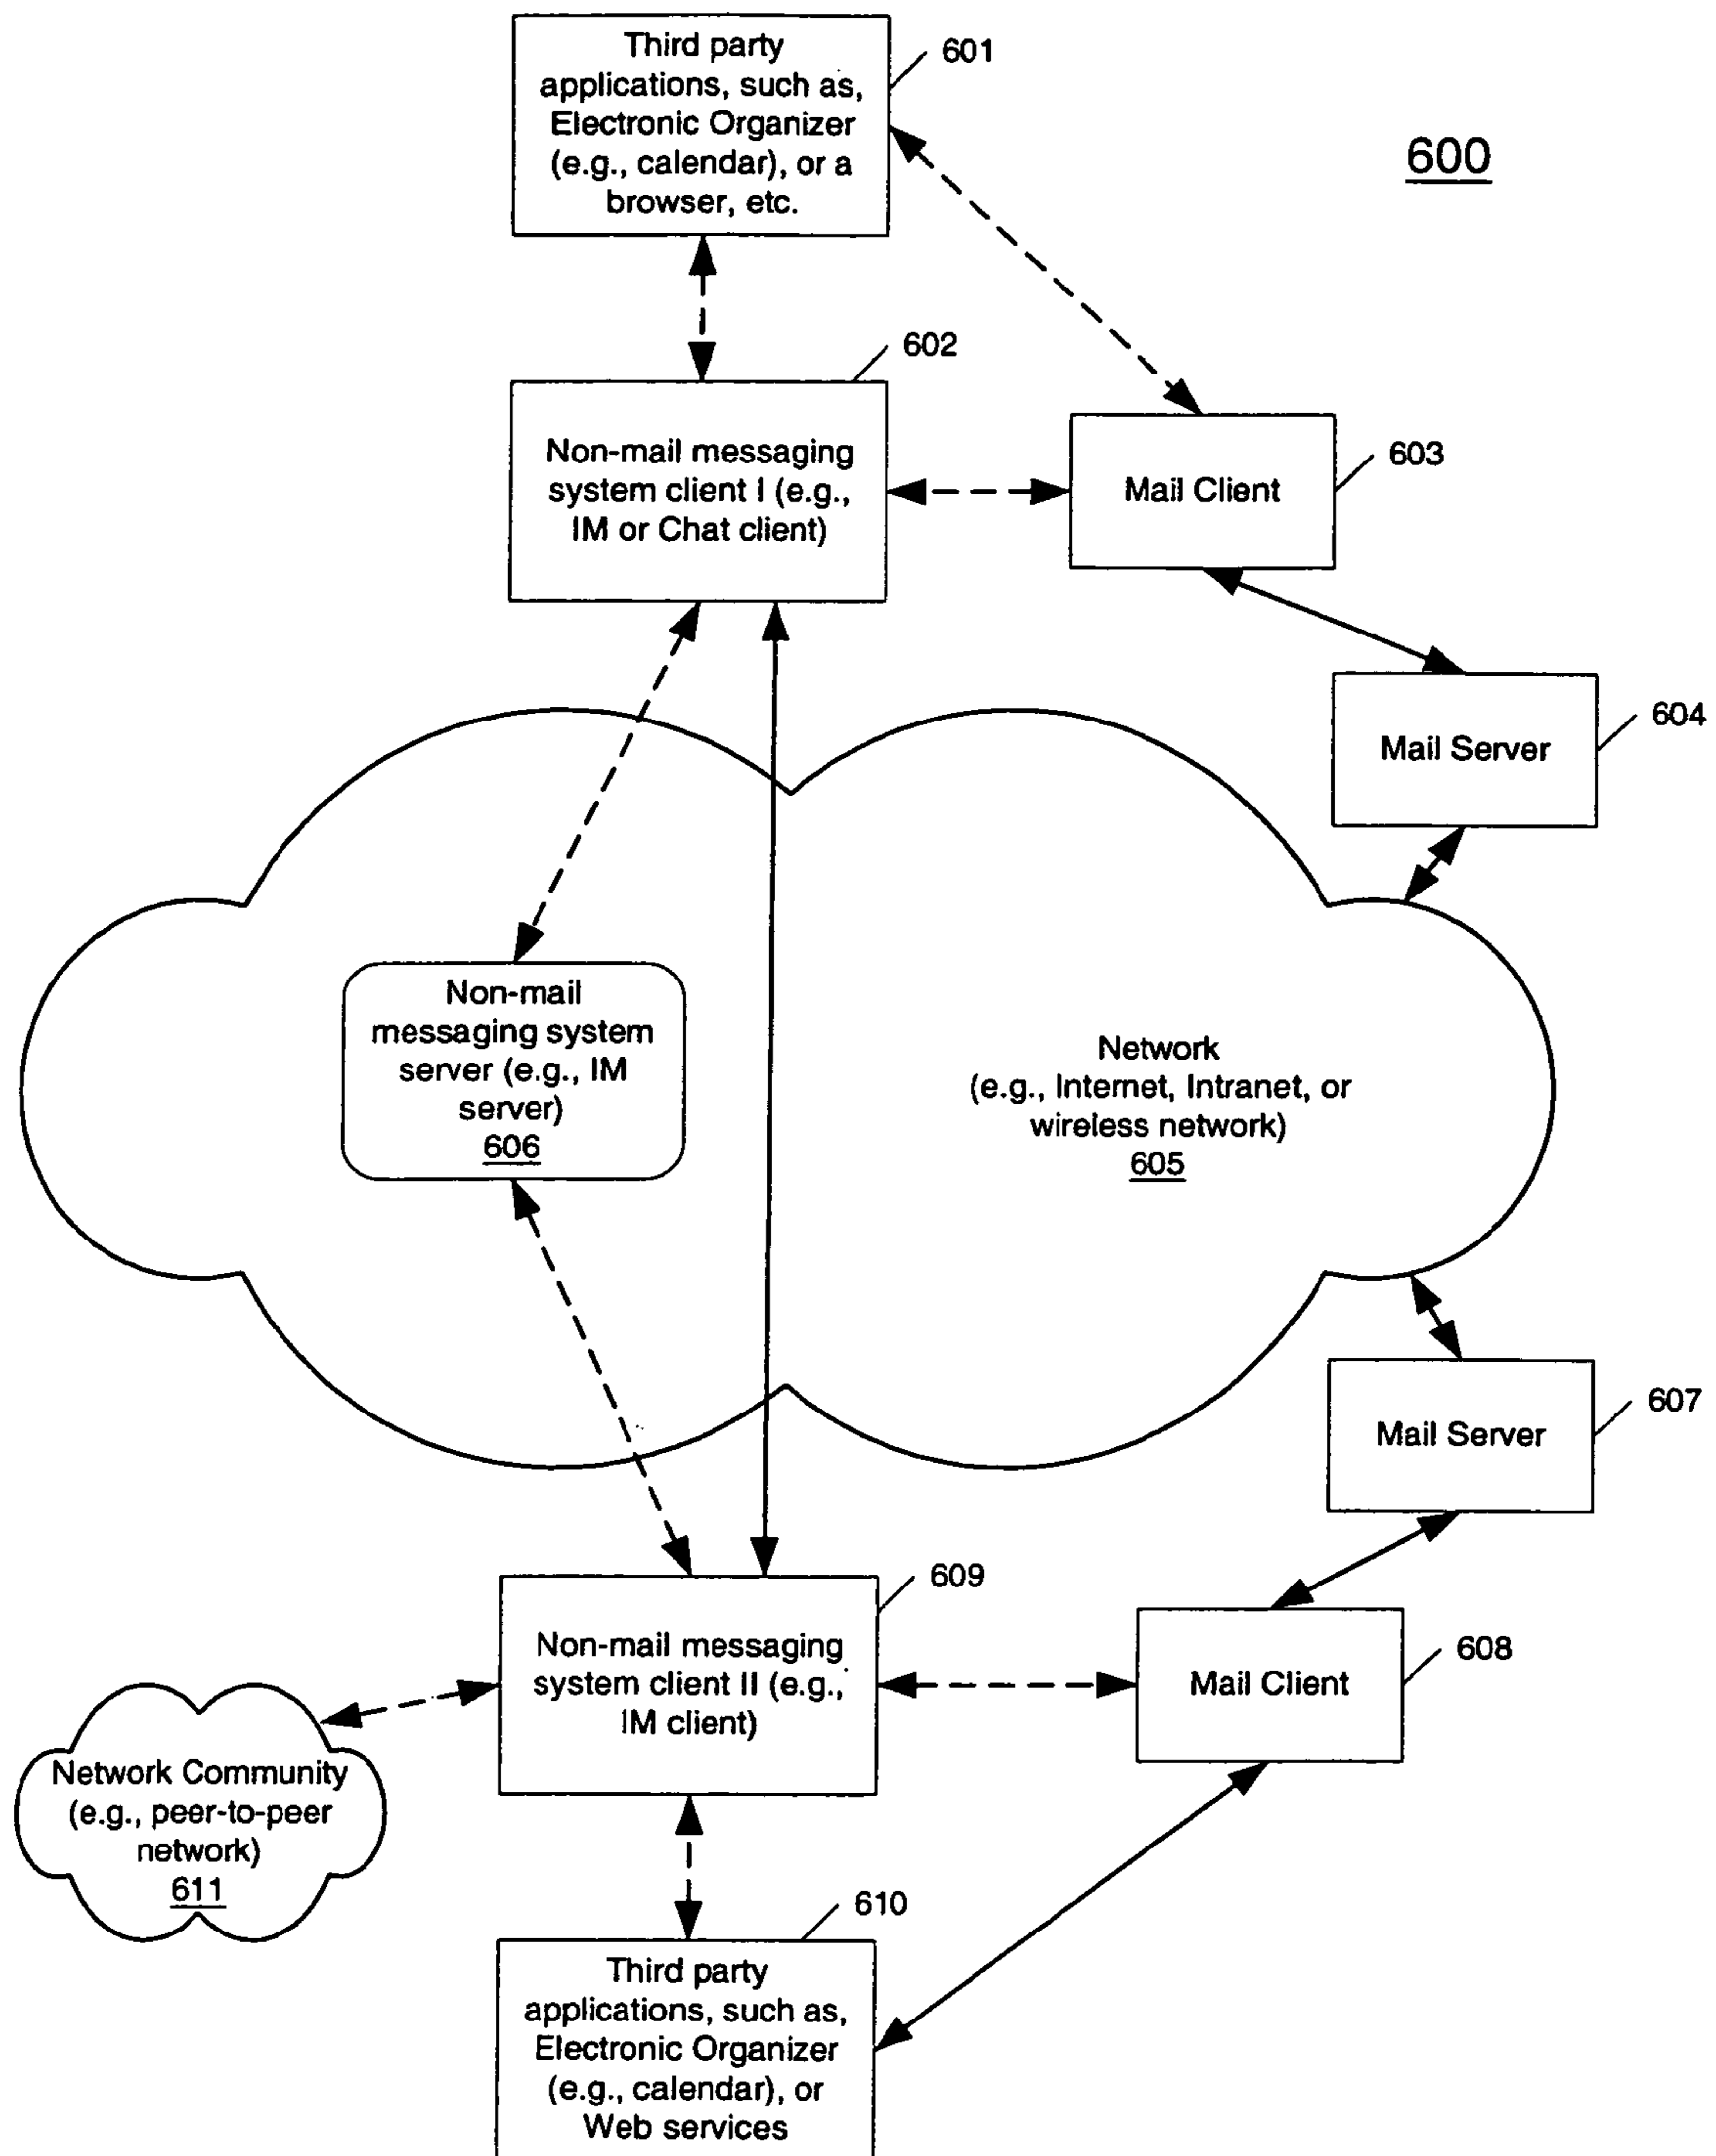 Third party
applications, such as,
Electronic Organizer
(e.g., calendar), or a
browser, etc.
601
600
602
Non-mail messaging
system client I (e.g.,
IM or Chat client)
603
Mail Client
604
Mail Server
Non-mail
messaging system
server (e.g., IM
server)
606
Network
(e.g., Internet, Intranet, or
wireless network)
605
607
Mail Server
609
Non-mail messaging
system client II (e.g.,
IM client)
608
Mail Client
Network Community
(e.g., peer-to-peer
network)
611
610
Third party
applications, such as,
Electronic Organizer
(e.g., calendar), or
Web services